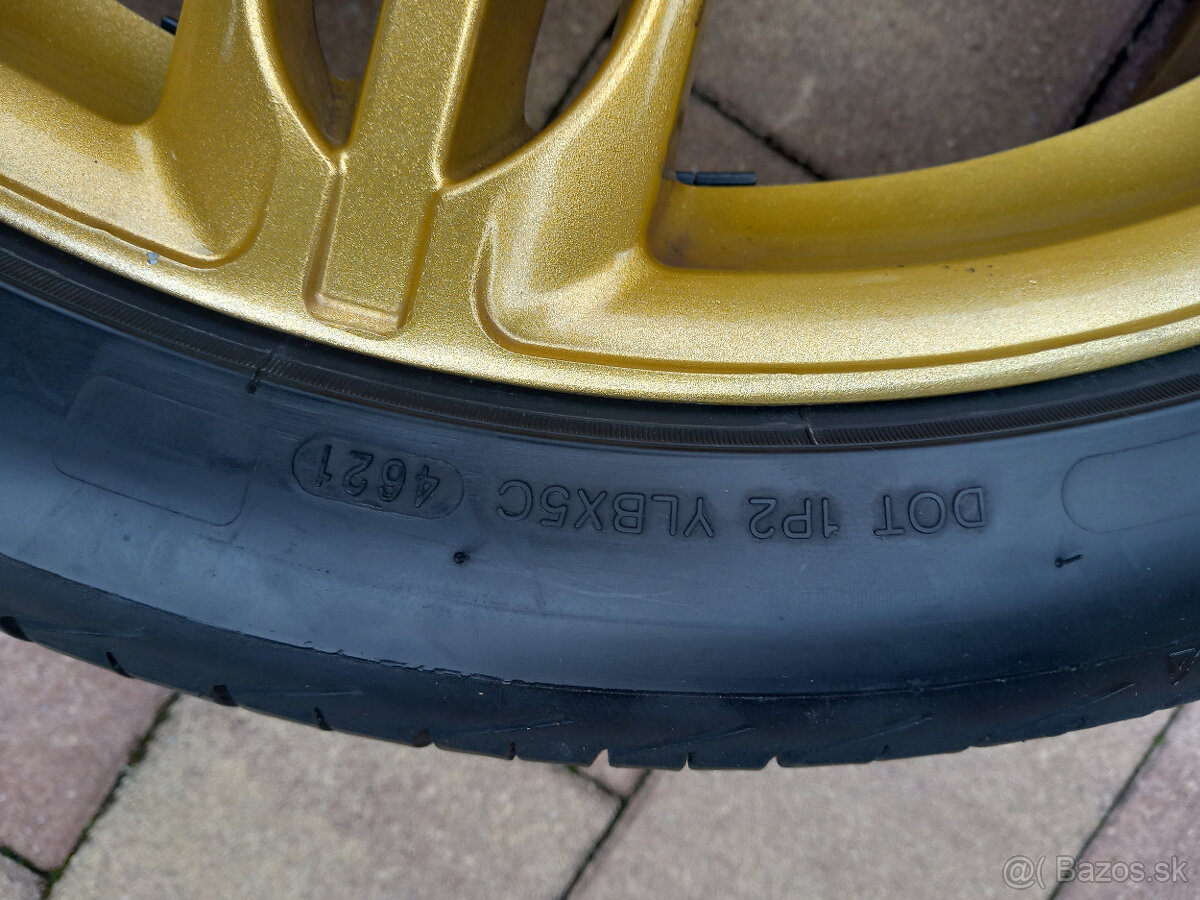 DOT 1P2 YLBX5C 4621
@( Bazos.sk